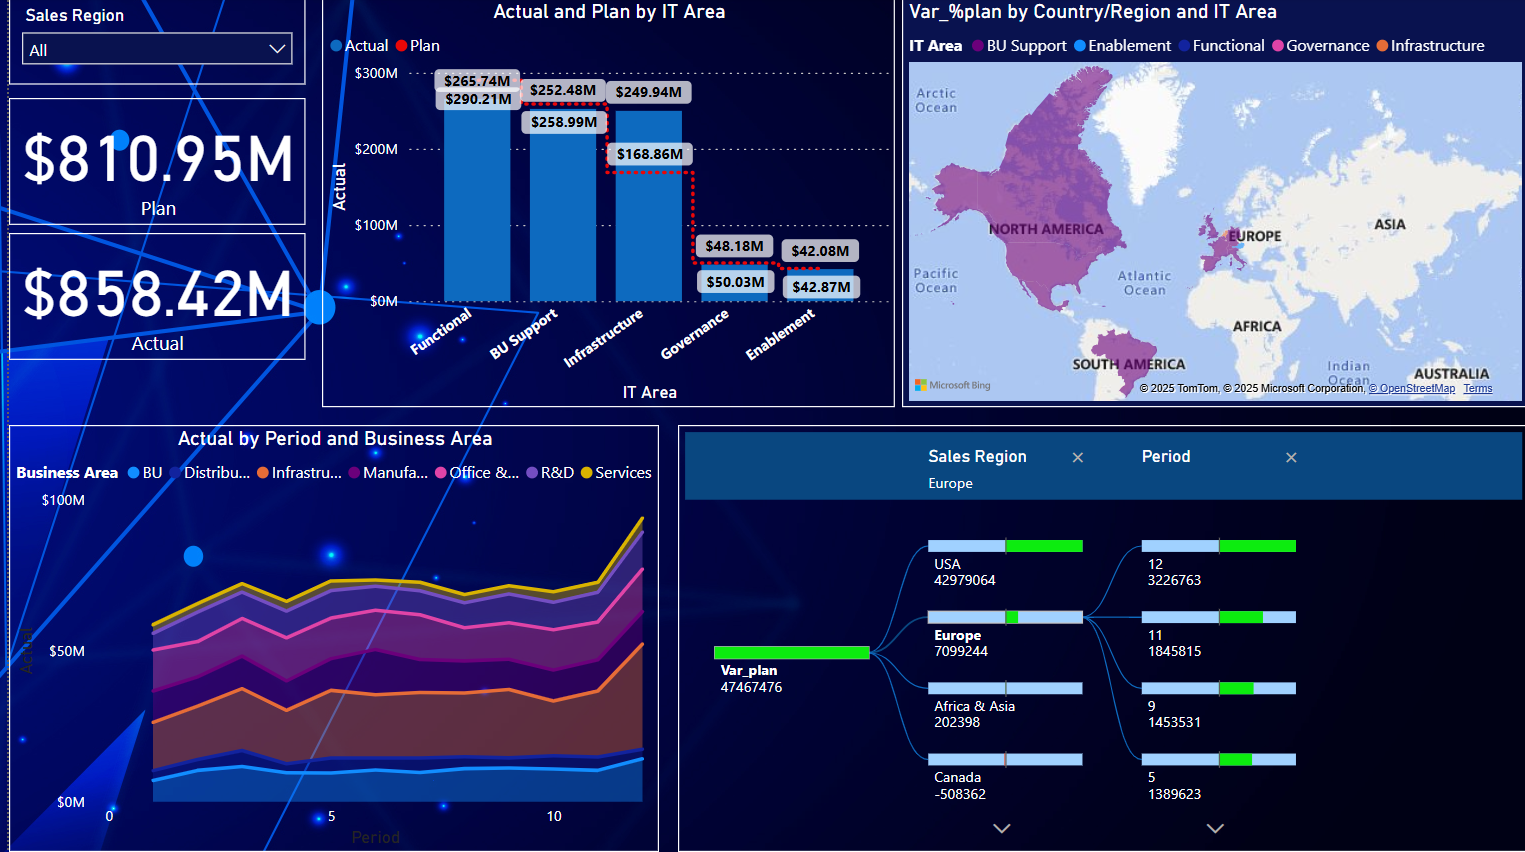 Sales Region
All
$810.95M
Plan
$858.42M
Actual
Actual and Plan by IT Area
Actual Plan
$300M
$200M
$100M
$0M
Actual
$265.74M
$290.21M
$252.48M
$258.99M
$249.94M
$168.86M
$48.18M
$50.03M
$42.08M
$42.87M
Functional
BU Support
Infrastructure
Governance
Enablement
IT Area
Var_%plan by Country/Region and IT Area
IT Area BU Support Enablement Functional Governance Infrastructure
Arctic
Ocean
NORTH AMERICA
EUROPE
ASIA
Pacific
Ocean
Atlantic
Ocean
AFRICA
SOUTH AMERICA
Indian
Ocean
AUSTRALIA
Microsoft Bing
© 2025 TomTom, © 2025 Microsoft Corporation, © OpenStreetMap Terms
Actual by Period and Business Area
Business Area BU Distribu... Infrastru... Manufa... Office &... R&D Services
$100M
$50M
$0M
Actual
0 5 10
Period
Sales Region
Europe
Period
Var_plan
47467476
USA
42979064
Europe
7099244
Africa & Asia
202398
Canada
-508362
12
3226763
11
1845815
9
1453531
5
1389623